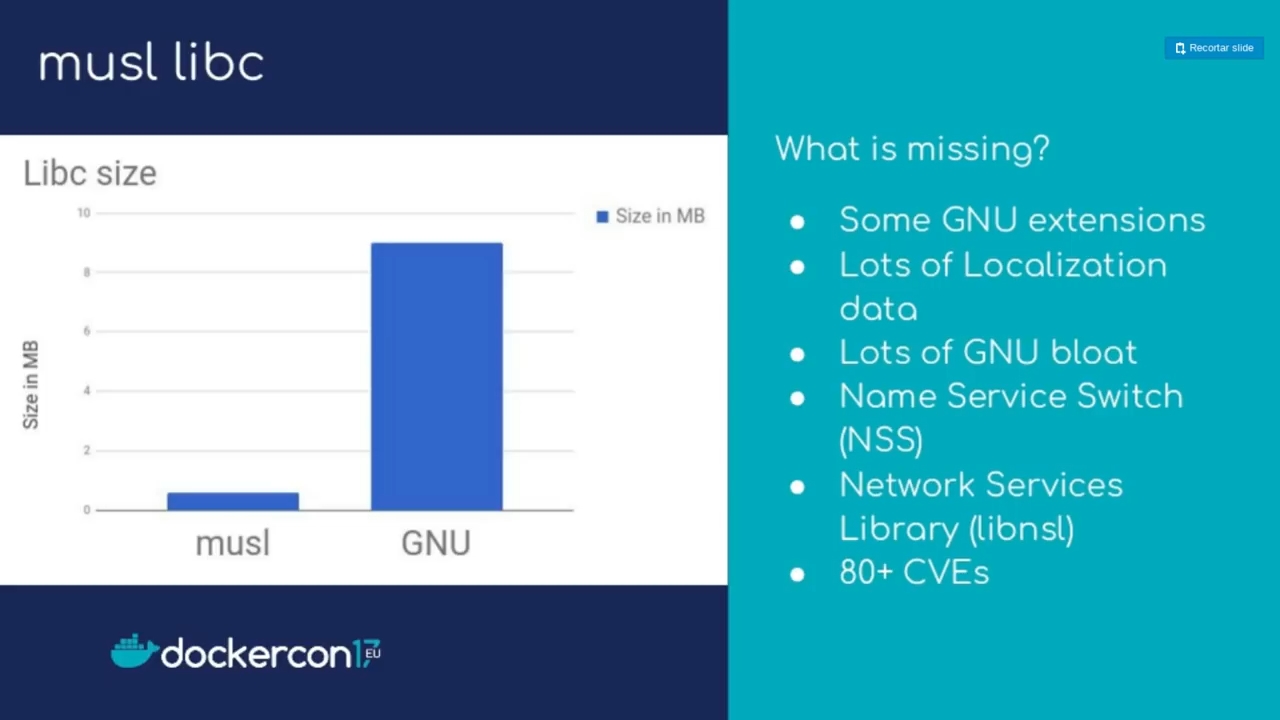 musl libc
Recortar slide
Libc size
Size in MB
10
8
6
4
2
0
Size in MB
musl
GNU
What is missing?
● Some GNU extensions
● Lots of Localization
data
● Lots of GNU bloat
● Name Service Switch
(NSS)
● Network Services
Library (libnsl)
● 80+ CVEs
dockercon17
EU